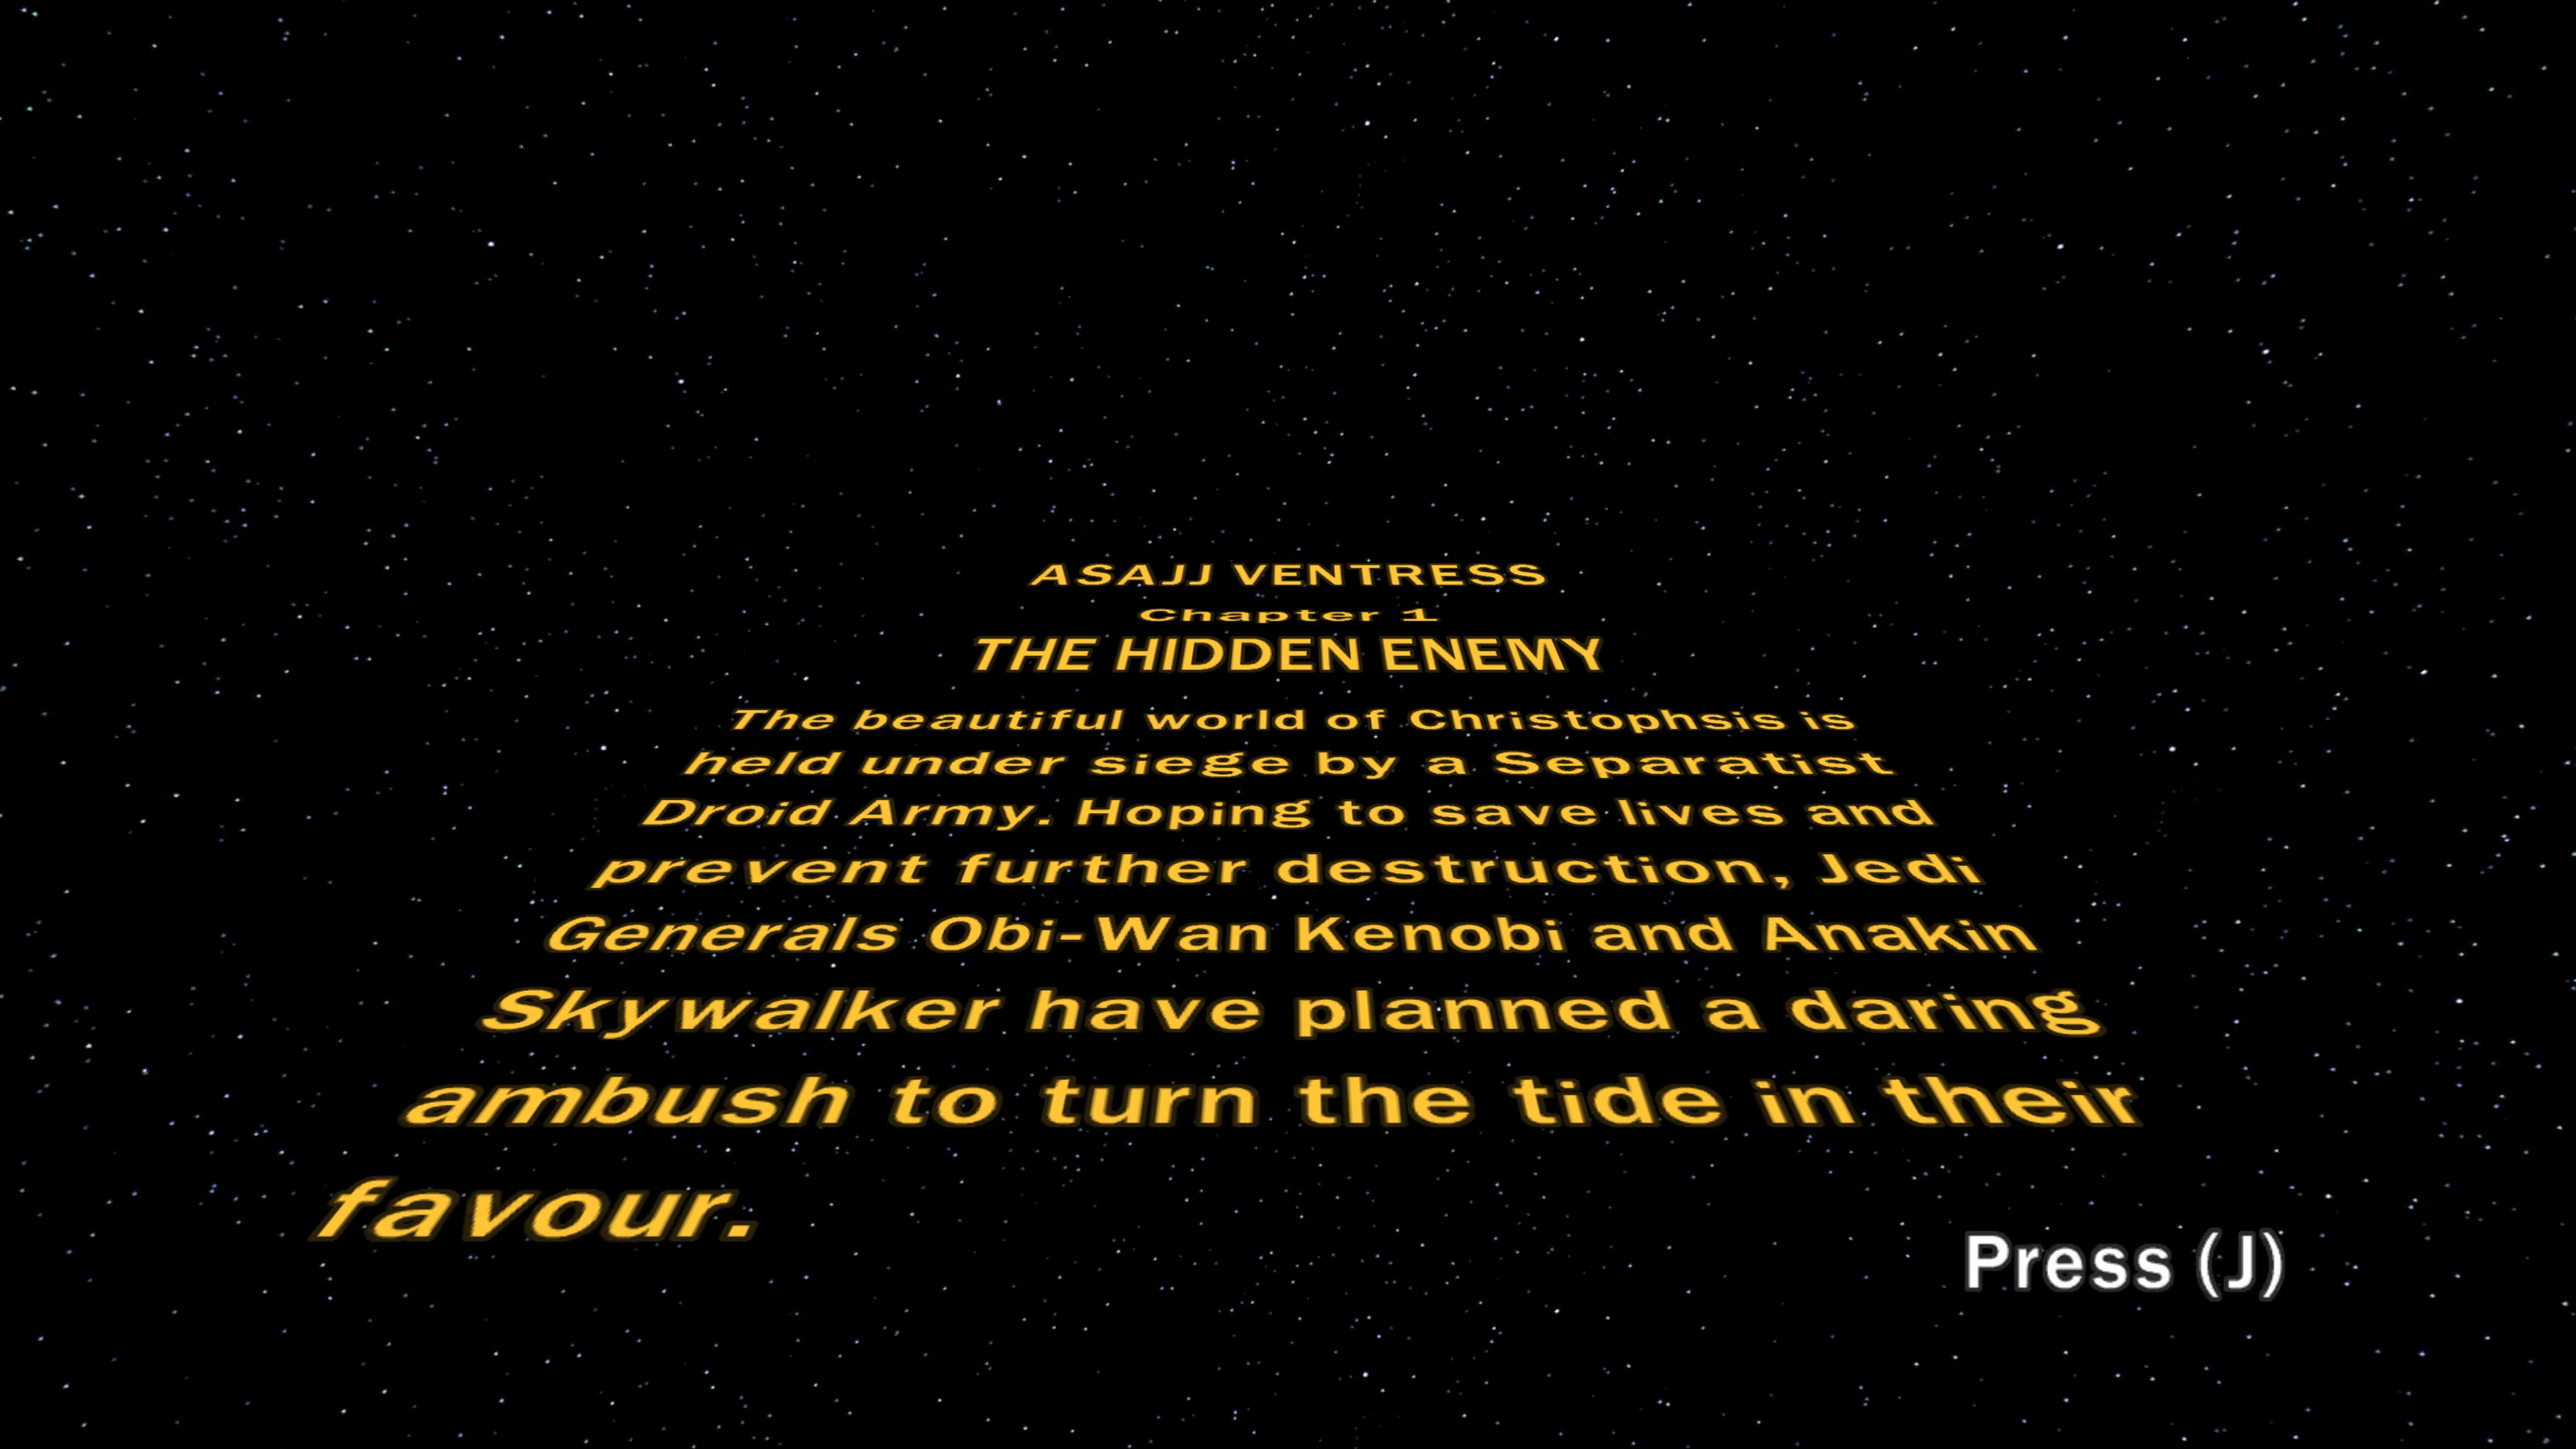 ASAJJ VENTRESS
Chapter 1
THE HIDDEN ENEMY
The beautiful world of Christophsis is
held under siege by a Separatist
Droid Army. Hoping to save lives and
prevent further destruction, Jedi
Generals Obi-Wan Kenobi and Anakin
Skywalker have planned a daring
ambush to turn the tide in their
favour.
Press (J)